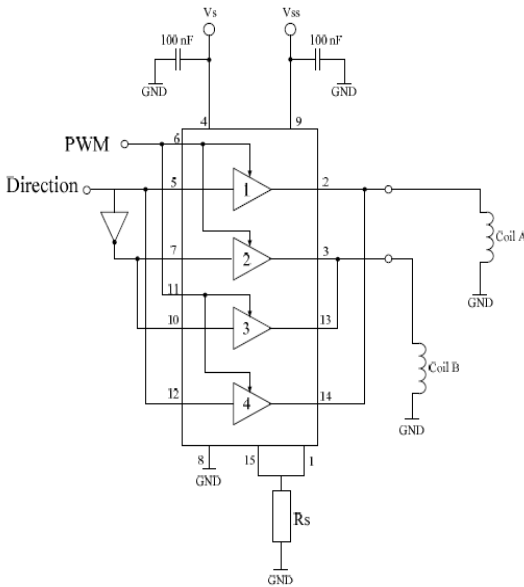 Vs
Vss
100 nF
100 nF
GND
GND
4
9
PWM
6
Direction
5
1
2
7
2
3
Coil A
11
GND
10
3
13
12
4
14
Coil B
8
15
1
GND
GND
Rs
GND